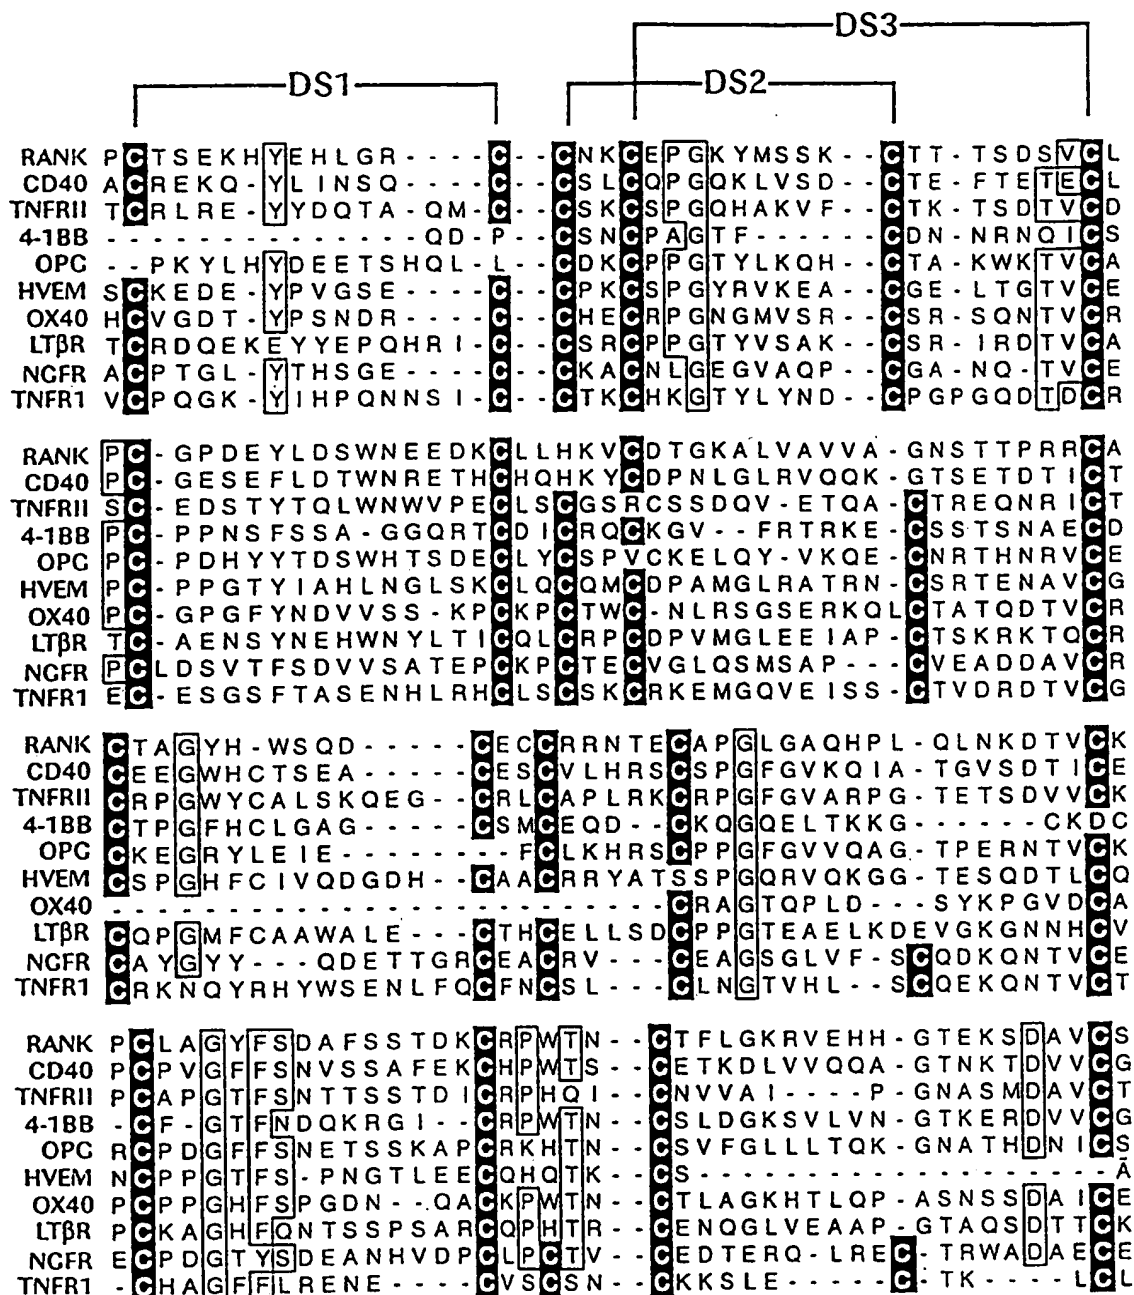 DS3
DS1 DS2
RANK PCTSEKHYEHLGR----C--CNKCEPGKYMSSK--CTT-TSDSVCL
CD40 ACREKQ-YLINSQ----C--CSLCQPGQKLVSD--CTE-FTETECL
TNFRII TCRLRE-YYDQTA-QM-C--CSKCSPGQHAKVF--CTK-TSDTVCD
4-1BB ------------QD-P--CSNCPAGTF------CDN-NRNQICS
OPG --PKYLHYDEETSHQL-L--CDKCPPGTYLKQH--CTA-KWKTVCA
HVEM SCKEDE-YPVGSE----C--CPKCSPGYRVKEA--CGE-LTGTVCE
OX40 HCVGDT-YPSNDR----C--CHECRPGNGMVSR--CSR-SQNTVCR
LTβR TCRDQEKEYYEPQHRI-C--CSRCPPGTYVSAK--CSR-IRDTVCA
NGFR ACPTGL-YTHSGE----C--CKACNLGEGVAQP--CGA-NQ-TVCE
TNFR1 VCPQGK-YIHPQNNSI-C--CTKCHKGTYLYND--CPGPGQDTDCR
RANK PC-GPDEYLDSWNEEDKCLLHKVCDTGKALVAVVA-GNSTTPRRCA
CD40 PC-GESEFLDTWNRETHCHQHKYCDPNLGLRVQQK-GTSETDTICT
TNFRII SC-EDSTYTQLWNWVPECLSCGSRCSSDQV-ETQA-CTREQNRICT
4-1BB PC-PPNSFSSA-GGQRTCDICRQCKGV--FRTRKE-CSSTSNAECD
OPG PC-PDHYYTDSWHTSDECLYCSPVCKELQY-VKQE-CNRTHNRVCE
HVEM PC-PPGTYIAHLNGLSKCLQCQMCDPAMGLRATRN-CSRTENAVCG
OX40 PC-GPGFYNDVVSS-KPCKPCTWC-NLRSGSERKQLCTATQDTVCR
LTβR TC-AENSYNEHWNYLTICQLCRPCDPVMGLEEIAP-CTSKRKTQCR
NGFR PCLDSVTFSDVVSATEPCKPCTECVGLQSMSAP---CVEADDAVCR
TNFR1 EC-ESGSFTASENHLRHCLSCSKCRKEMGQVEISS-CTVDRDTVCG
RANK CTAGYH-WSQD-----CECCRRNTECAPGLGAQHPL-QLNKDTVCK
CD40 CEEGWHCTSEA-----CESCVLHRSCSPGFGVKQIA-TGVSDTICE
TNFRII CRPGWYCALSKQEG--CRLCAPLRKCRPGFGVARPG-TETSDVVCK
4-1BB CTPGFHCLGAG-----CSMCEQD--CKQGQELTKKG------CKDC
OPG CKEGRYLEIE-------FCLKHRSCPPGFGVVQAG-TPERNTVCK
HVEM CSPGHFCIVQDGDH--CAACRRYATSSPGQRVQKGG-TESQDTLCQ
OX40 -------------------------CRAGTQPLD---SYKPGVDCA
LTβR CQPGMFCAAWALE---CTHCELLSDCPPGTEAELKDEVGKGNNHCV
NGFR CAYGYY---QDETTGRCEACRV---CEAGSGLVF-SCQDKQNTVCE
TNFR1 CRKNQYRHYWSENLFQCFNCSL---CLNGTVHL--SCQEKQNTVCT
RANK PCLAGYFSDAFSSTDKCRPWTN--CTFLGKRVEHH-GTEKSDAVCS
CD40 PCPVGFFSNVSSAFEKCHPWTS--CETKDLVVQQA-GTNKTDVVCG
TNFRII PCAPGTFSNTTSSTDICRPHQI--CNVVAI----P-GNASMDAVCT
4-1BB -CF-GTFNDQKRGI--CRPWTN--CSLDGKSVLVN-GTKERDVVCG
OPG RCPDGFFSNETSSKAPCRKHTN--CSVFGLLLTQK-GNATHDNICS
HVEM NCPPGTFS-PNGTLEECQHQTK--CS-------------------Ā
OX40 PCPPGHFSPGDN--QACKPWTN--CTLAGKHTLQP-ASNSSDAICE
LTβR PCKAGHFQNTSSPSARCQPHTR--CENQGLVEAAP-GTAQSDTTCK
NGFR ECPDGTYSDEANHVDPCLPCTV--CEDTERQ-LREC-TRWADAECE
TNFR1 -CHAGFFLRENE----CVSCSN--CKKSLE-----C-TK----LCL